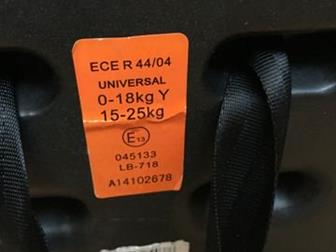 ECE R 44/04
UNIVERSAL
0-18kg Y
15-25kg
E13
045133
LB-718
A14102678